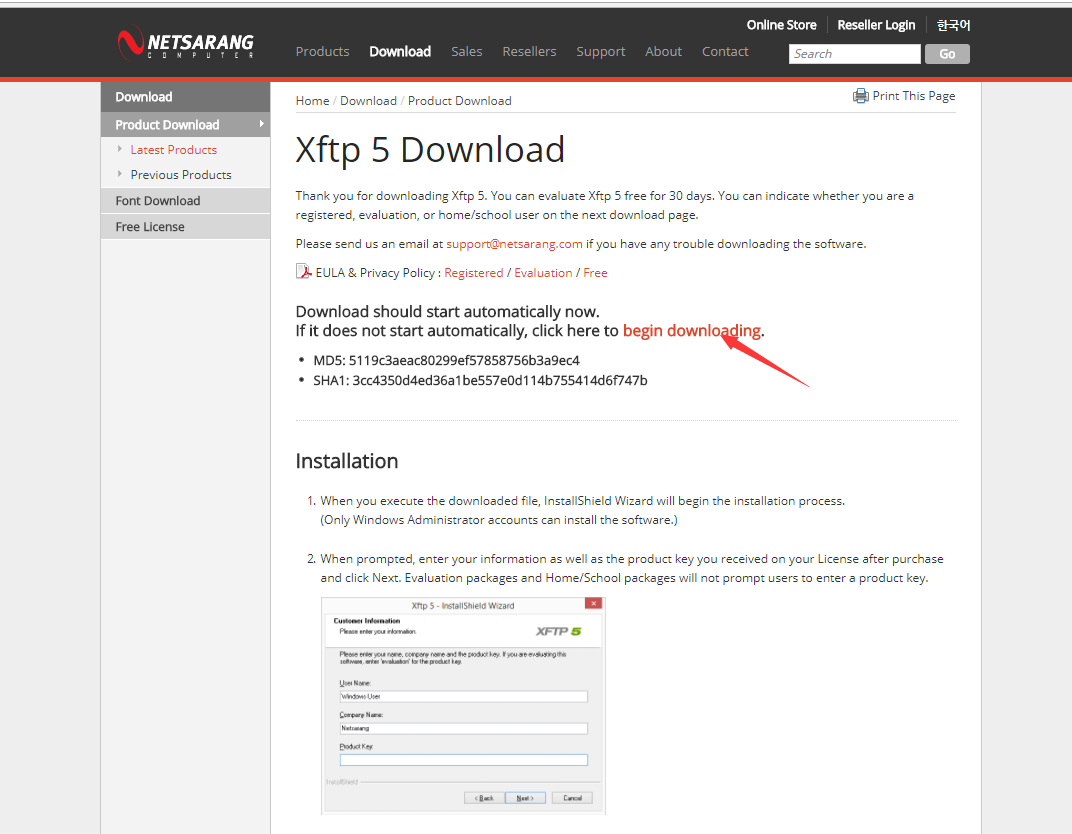 Online Store
Reseller Login
한국어
NETSARANG
COMPUTER
Products
Download
Sales
Resellers
Support
About
Contact
Search
Go
Download
Product Download
Latest Products
Previous Products
Font Download
Free License
Home / Download / Product Download
Print This Page
Xftp 5 Download
Thank you for downloading Xftp 5. You can evaluate Xftp 5 free for 30 days. You can indicate whether you are a
registered, evaluation, or home/school user on the next download page.
Please send us an email at support@netsarang.com if you have any trouble downloading the software.
EULA & Privacy Policy : Registered / Evaluation / Free
Download should start automatically now.
If it does not start automatically, click here to begin downloading.
• MD5: 5119c3aeac80299ef57858756b3a9ec4
• SHA1: 3cc4350d4ed36a1be557e0d114b755414d6f747b
Installation
1. When you execute the downloaded file, InstallShield Wizard will begin the installation process.
(Only Windows Administrator accounts can install the software.)
2. When prompted, enter your information as well as the product key you received on your License after purchase
and click Next. Evaluation packages and Home/School packages will not prompt users to enter a product key.
Xftp 5 - InstallShield Wizard
Customer Information
Please enter your information.
XFTP 5
Please enter your name, company name and the product key. If you are evaluating this
software, enter 'evaluation' for the product key.
User Name:
Windows User
Company Name:
Netsarang
Product Key:
InstallShield
< Back
Next >
Cancel